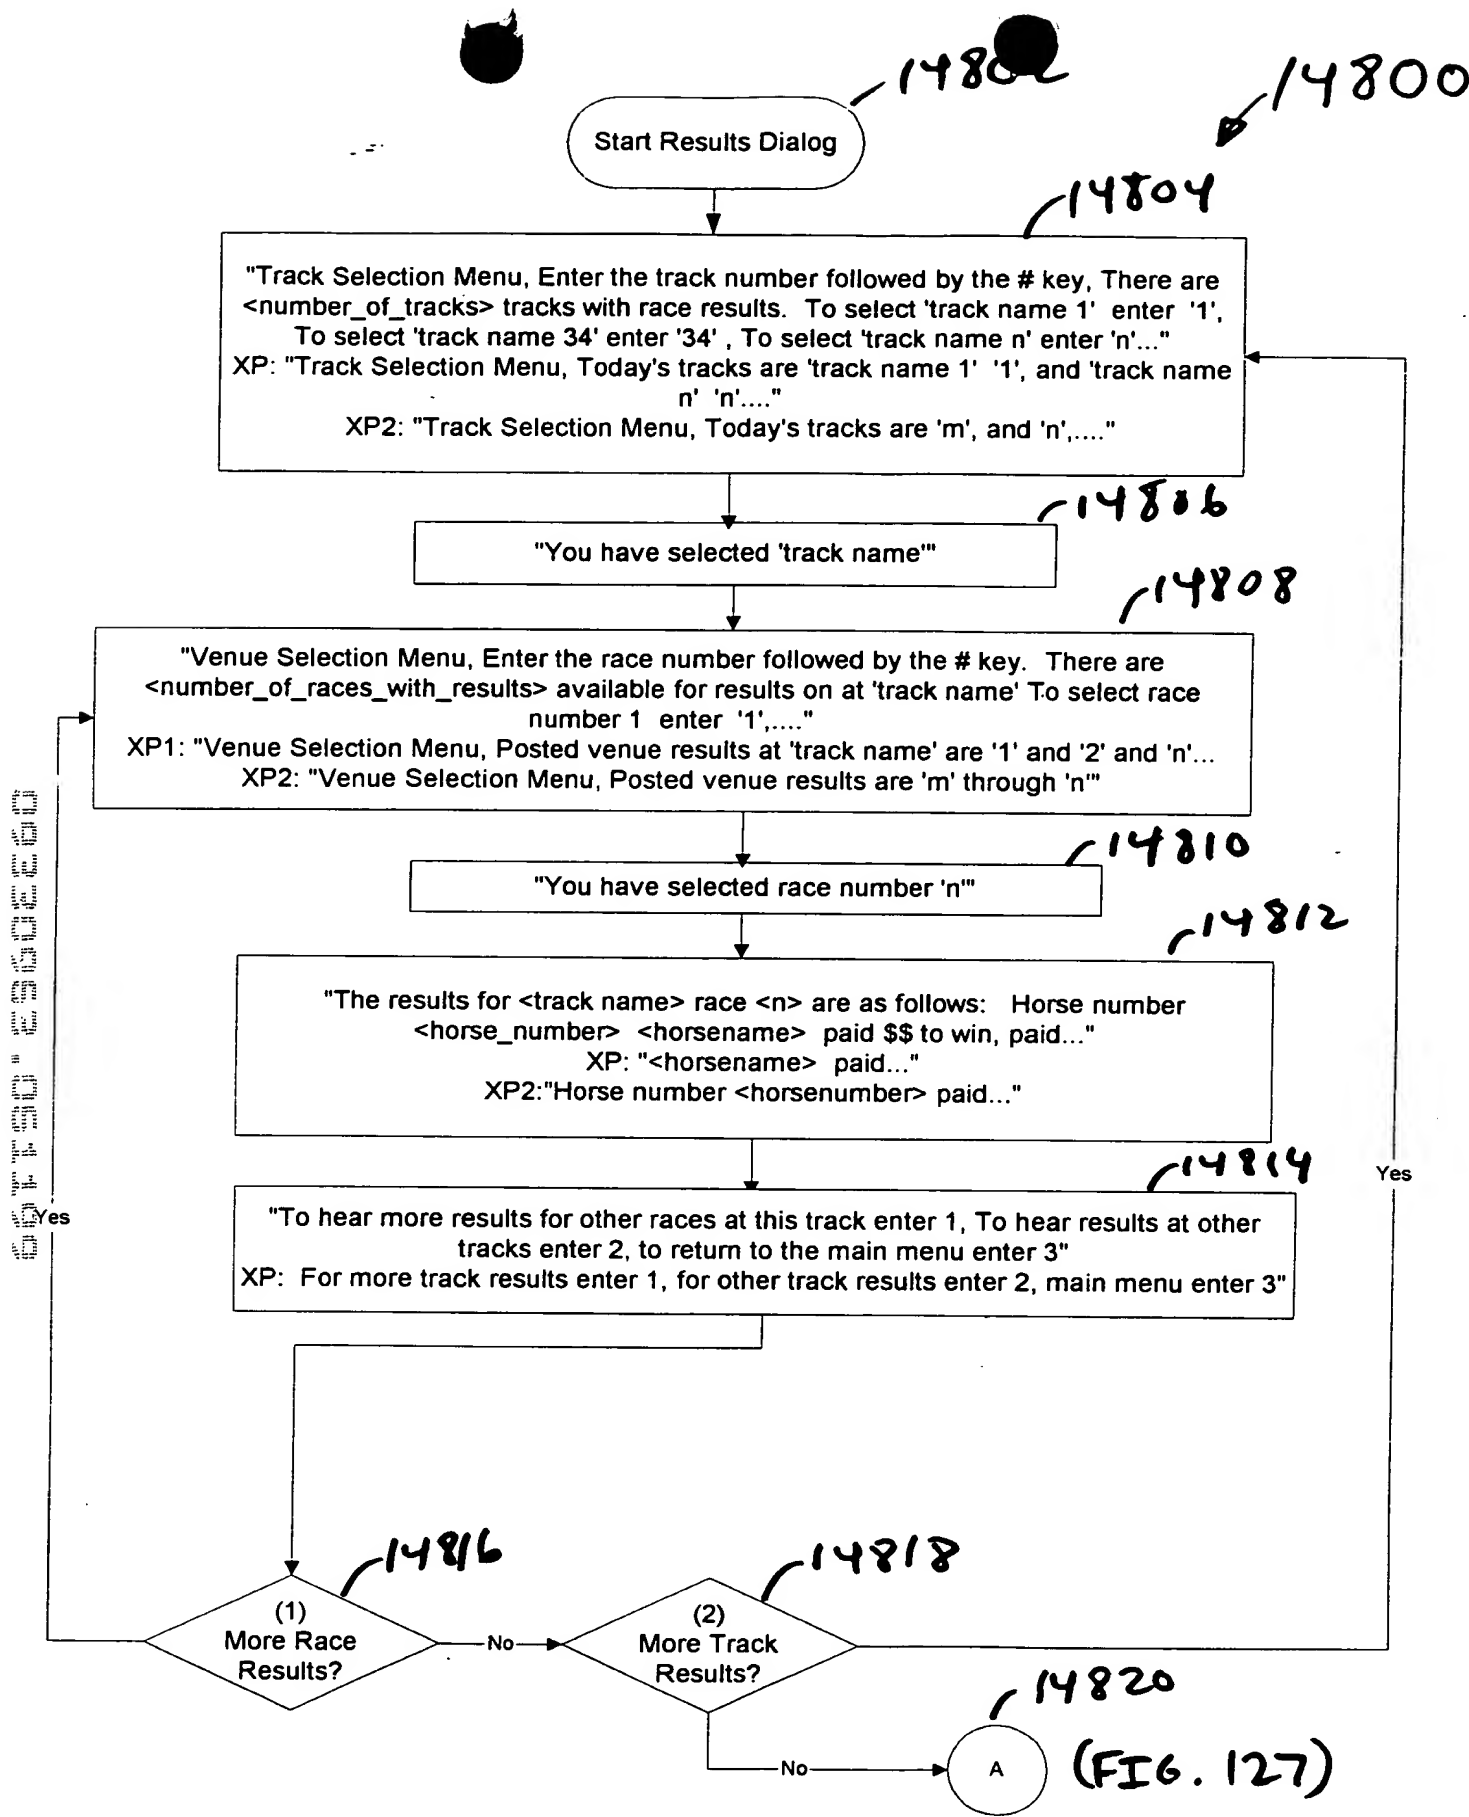 14800
Start Results Dialog
14804
"Track Selection Menu, Enter the track number followed by the # key, There are
<number_of_tracks> tracks with race results. To select 'track name 1' enter '1',
To select 'track name 34' enter '34' , To select 'track name n' enter 'n'..."
XP: "Track Selection Menu, Today's tracks are 'track name 1' '1', and 'track name
n' 'n'...."
XP2: "Track Selection Menu, Today's tracks are 'm', and 'n',...."
14806
"You have selected 'track name'"
14808
"Venue Selection Menu, Enter the race number followed by the # key. There are
<number_of_races_with_results> available for results on at 'track name' To select race
number 1 enter '1',...."
XP1: "Venue Selection Menu, Posted venue results at 'track name' are '1' and '2' and 'n'...
XP2: "Venue Selection Menu, Posted venue results are 'm' through 'n'"
14810
"You have selected race number 'n'"
14812
"The results for <track name> race <n> are as follows: Horse number
<horse_number> <horsename> paid $$ to win, paid..."
XP: "<horsename> paid..."
XP2:"Horse number <horsenumber> paid..."
14814
Yes
Yes
"To hear more results for other races at this track enter 1, To hear results at other
tracks enter 2, to return to the main menu enter 3"
XP: For more track results enter 1, for other track results enter 2, main menu enter 3"
14816
14818
(1)
More Race
Results?
No
(2)
More Track
Results?
14820
No
A
(FIG. 127)